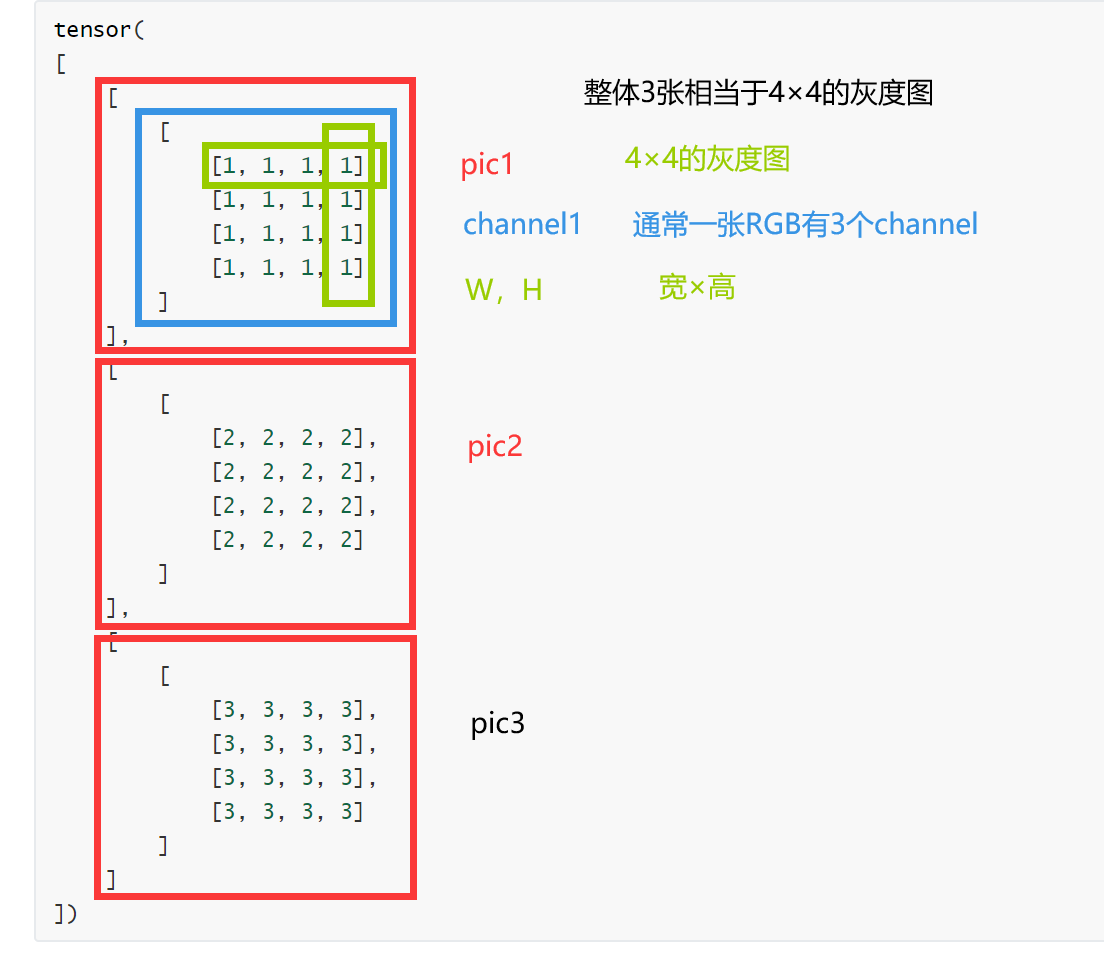 tensor(
[
[
整体3张相当于4×4的灰度图
[
[1, 1, 1, 1] pic1 4×4的灰度图
[1, 1, 1, 1]
[1, 1, 1, 1] channel1 通常一张RGB有3个channel
[1, 1, 1, 1]
W, H 宽×高
]
],
[
[
[2, 2, 2, 2],
pic2
[2, 2, 2, 2],
[2, 2, 2, 2],
[2, 2, 2, 2]
]
],
[
[
[3, 3, 3, 3],
pic3
[3, 3, 3, 3],
[3, 3, 3, 3],
[3, 3, 3, 3]
]
]
])